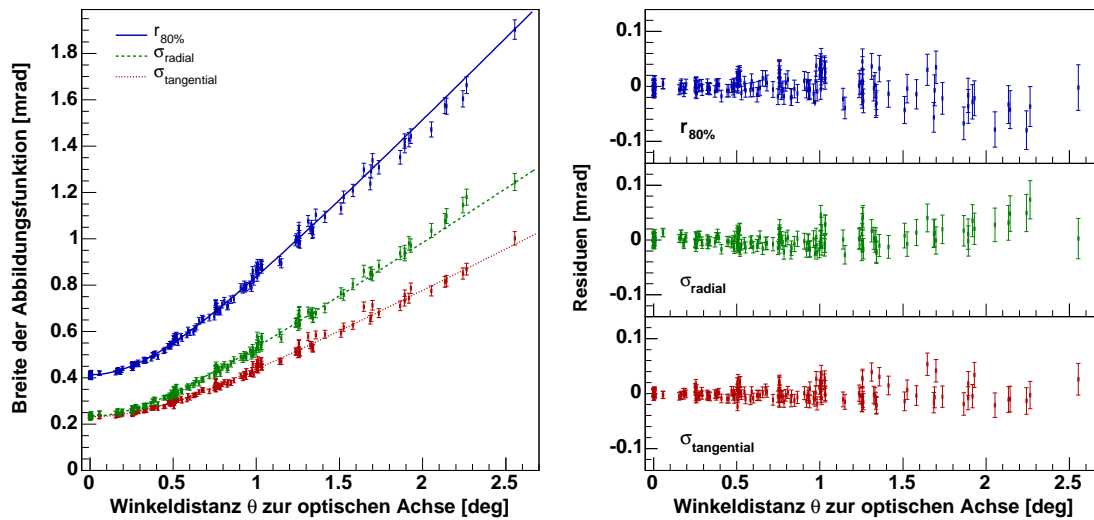 Breite der Abbildungsfunktion [mrad]
1.8
1.6
1.4
1.2
1
0.8
0.6
0.4
0.2
0
r80%
σradial
σtangential
0 0.5 1 1.5 2 2.5
Winkeldistanz θ zur optischen Achse [deg]
Residuen [mrad]
0.1
0
-0.1
r80%
0.1
0
-0.1
σradial
0.1
0
-0.1
σtangential
0 0.5 1 1.5 2 2.5
Winkeldistanz θ zur optischen Achse [deg]